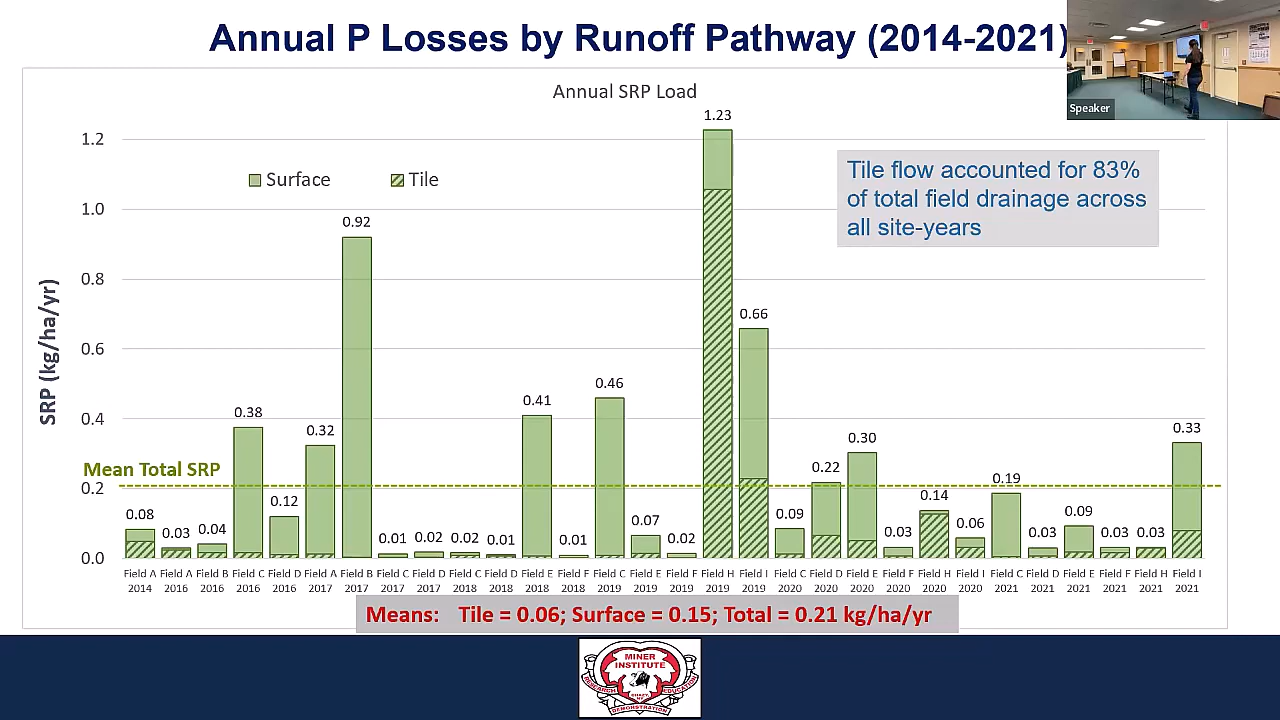 Annual P Losses by Runoff Pathway (2014-2021)
Speaker
Annual SRP Load
Surface
Tile
Tile flow accounted for 83%
of total field drainage across
all site-years
SRP (kg/ha/yr)
1.2
1.0
0.8
0.6
0.4
0.2
0.0
Mean Total SRP
0.08
0.03
0.04
0.38
0.12
0.32
0.92
0.01
0.02
0.02
0.01
0.41
0.01
0.46
0.07
0.02
1.23
0.66
0.09
0.22
0.30
0.03
0.14
0.06
0.19
0.03
0.09
0.03
0.03
0.33
Field A Field A Field B Field C Field D Field A Field B Field C Field D Field C Field D Field E Field F Field C Field E Field F Field H Field I Field C Field D Field E Field F Field H Field I Field C Field D Field E Field F Field H Field I
2014 2016 2016 2016 2016 2017 2017 2017 2017 2018 2018 2018 2018 2019 2019 2019 2019 2019 2020 2020 2020 2020 2020 2020 2021 2021 2021 2021 2021 2021
Means: Tile = 0.06; Surface = 0.15; Total = 0.21 kg/ha/yr
MINER
INSTITUTE
RESEARCH
EDUCATION
DEMONSTRATION